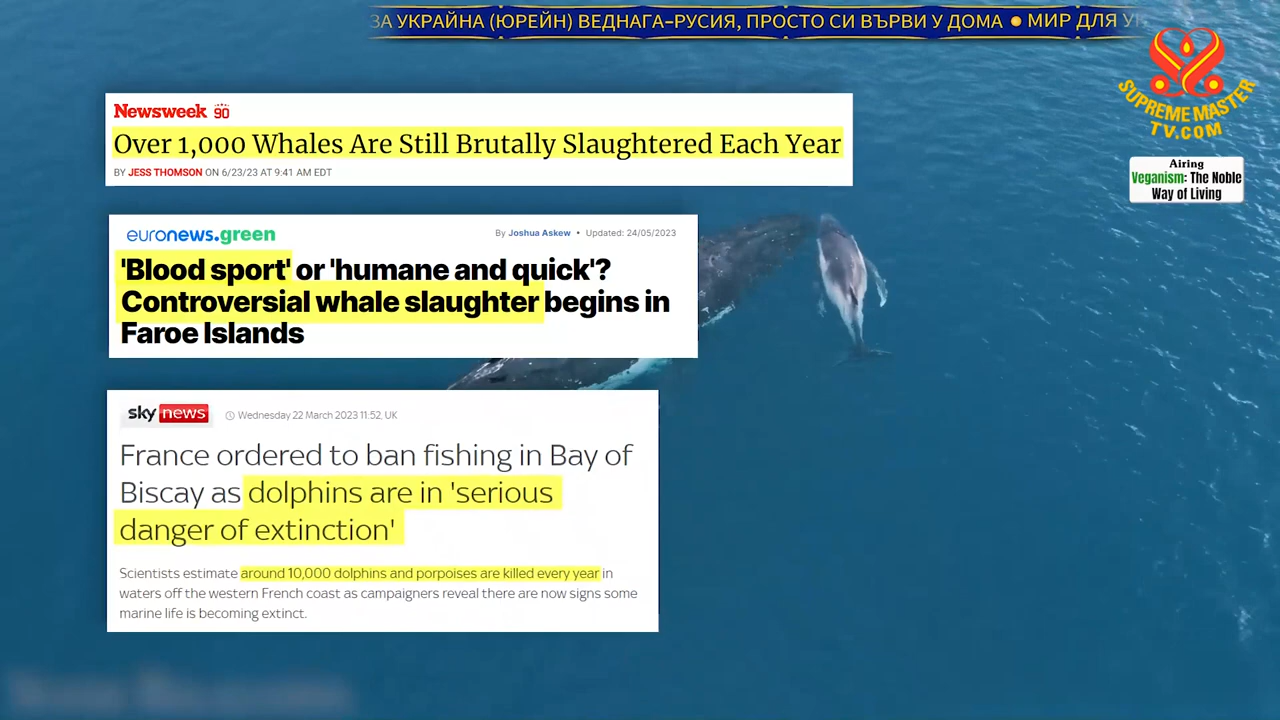 ЗА УКРАЙНА (ЮРЕЙН) ВЕДНАГА-РУСИЯ, ПРОСТО СИ ВЪРВИ У ДОМА • МИР ДЛЯ
SUPREME MASTER
TV.COM
Airing
Veganism: The Noble
Way of Living
Newsweek 90
Over 1,000 Whales Are Still Brutally Slaughtered Each Year
BY JESS THOMSON ON 6/23/23 AT 9:41 AM EDT
euronews.green
By Joshua Askew • Updated: 24/05/2023
'Blood sport' or 'humane and quick'?
Controversial whale slaughter begins in
Faroe Islands
sky news
Wednesday 22 March 2023 11:52, UK
France ordered to ban fishing in Bay of
Biscay as dolphins are in 'serious
danger of extinction'
Scientists estimate around 10,000 dolphins and porpoises are killed every year in
waters off the western French coast as campaigners reveal there are now signs some
marine life is becoming extinct.